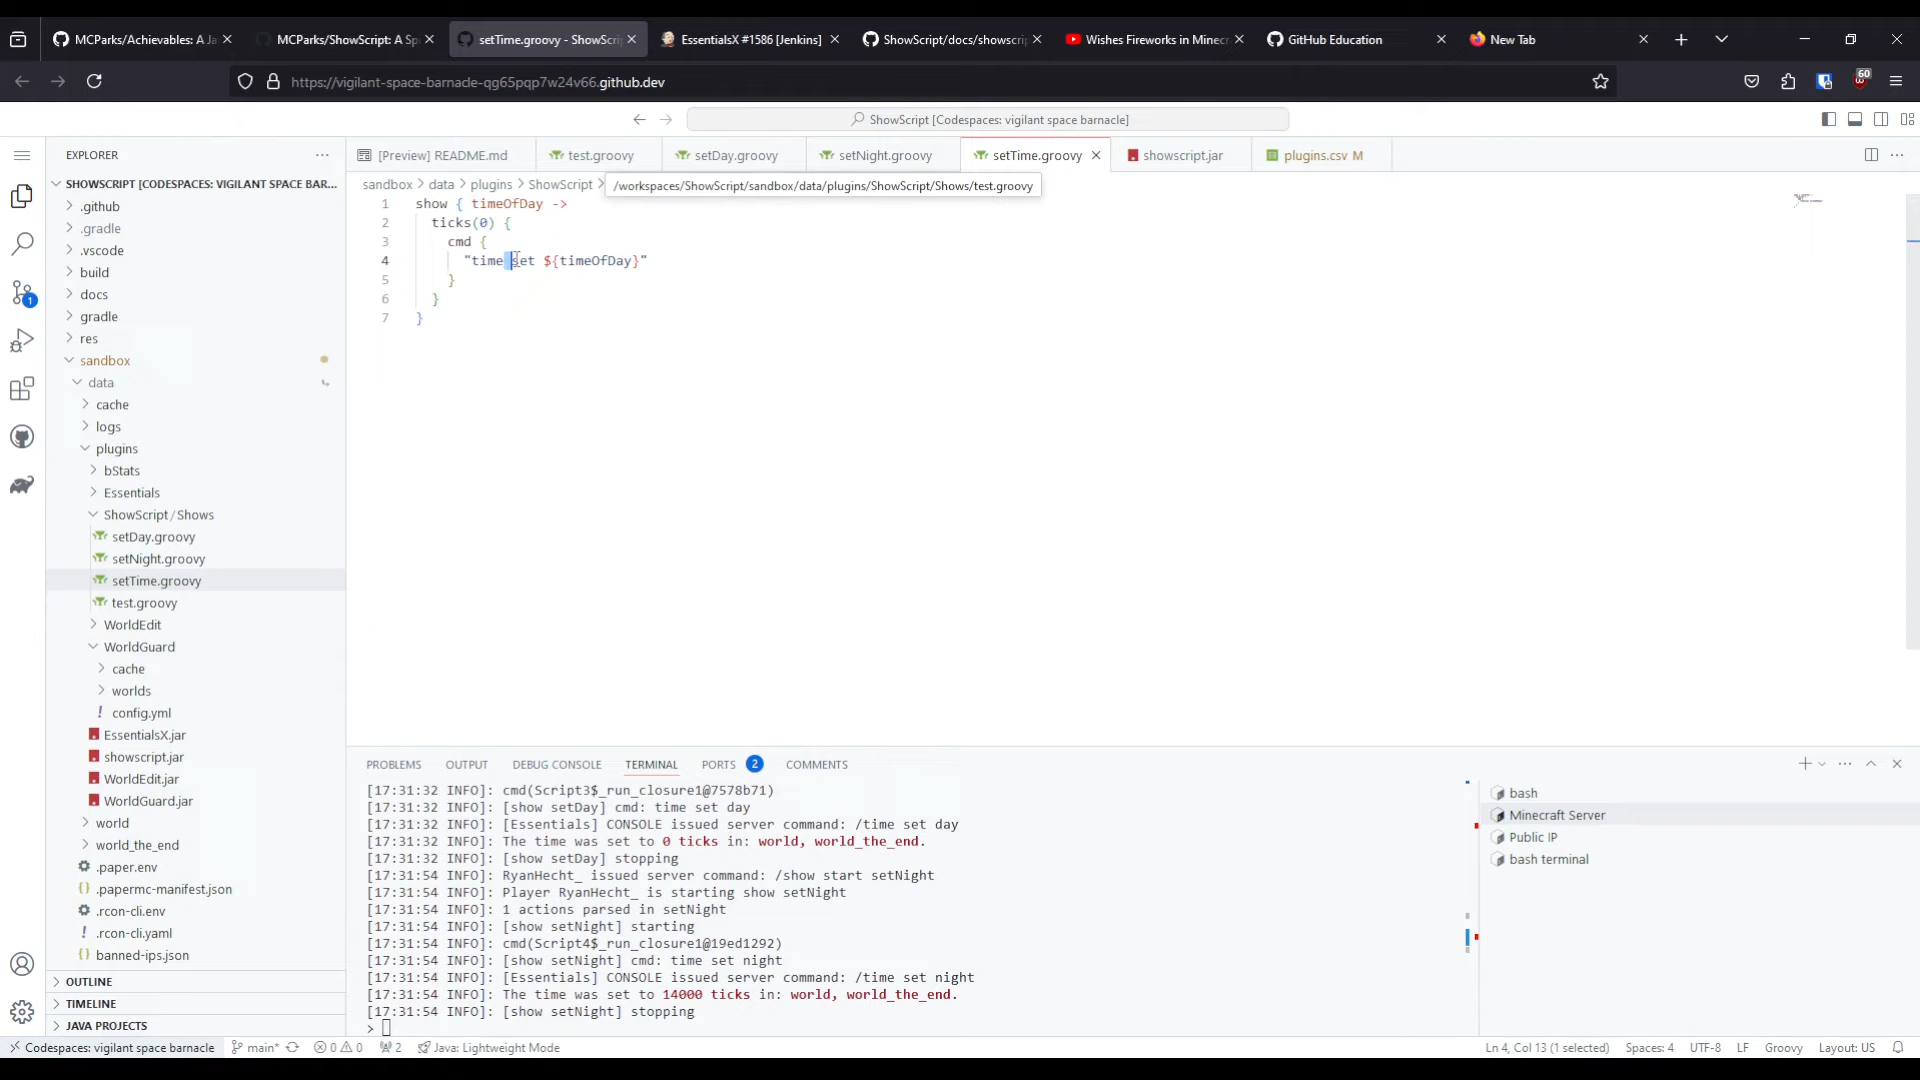 MCParks/Achievables: A Ja
MCParks/ShowScript: A Sp
setTime.groovy - ShowScri
EssentialsX #1586 [Jenkins]
ShowScript/docs/showscri
Wishes Fireworks in Minecr
GitHub Education
New Tab
https://vigilant-space-barnade-qg65pqp7w24v66.github.dev
60
ShowScript [Codespaces: vigilant space barnacle]
EXPLORER
[Preview] README.md
test.groovy
setDay.groovy
setNight.groovy
setTime.groovy
showscript.jar
plugins.csv M
SHOWSCRIPT [CODESPACES: VIGILANT SPACE BAR...
sandbox > data > plugins > ShowScript >
/workspaces/ShowScript/sandbox/data/plugins/ShowScript/Shows/test.groovy
1 show { timeOfDay ->
2 ticks(0) {
3 cmd {
4 "time set ${timeOfDay}"
5 }
6 }
7 }
.github
.gradle
.vscode
build
docs
gradle
res
sandbox
data
cache
logs
plugins
bStats
Essentials
ShowScript/Shows
setDay.groovy
setNight.groovy
setTime.groovy
test.groovy
WorldEdit
WorldGuard
cache
worlds
config.yml
EssentialsX.jar
showscript.jar
WorldEdit.jar
WorldGuard.jar
world
world_the_end
.paper.env
.papermc-manifest.json
.rcon-cli.env
.rcon-cli.yaml
banned-ips.json
OUTLINE
TIMELINE
JAVA PROJECTS
1
PROBLEMS
OUTPUT
DEBUG CONSOLE
TERMINAL
PORTS 2
COMMENTS
[17:31:32 INFO]: cmd(Script3$_run_closure1@7578b71)
[17:31:32 INFO]: [show setDay] cmd: time set day
[17:31:32 INFO]: [Essentials] CONSOLE issued server command: /time set day
[17:31:32 INFO]: The time was set to 0 ticks in: world, world_the_end.
[17:31:32 INFO]: [show setDay] stopping
[17:31:54 INFO]: RyanHecht_ issued server command: /show start setNight
[17:31:54 INFO]: Player RyanHecht_ is starting show setNight
[17:31:54 INFO]: 1 actions parsed in setNight
[17:31:54 INFO]: [show setNight] starting
[17:31:54 INFO]: cmd(Script4$_run_closure1@19ed1292)
[17:31:54 INFO]: [show setNight] cmd: time set night
[17:31:54 INFO]: [Essentials] CONSOLE issued server command: /time set night
[17:31:54 INFO]: The time was set to 14000 ticks in: world, world_the_end.
[17:31:54 INFO]: [show setNight] stopping
>
bash
Minecraft Server
Public IP
bash terminal
Codespaces: vigilant space barnacle
main*
0 0
2
Java: Lightweight Mode
Ln 4, Col 13 (1 selected)
Spaces: 4
UTF-8
LF
Groovy
Layout: US